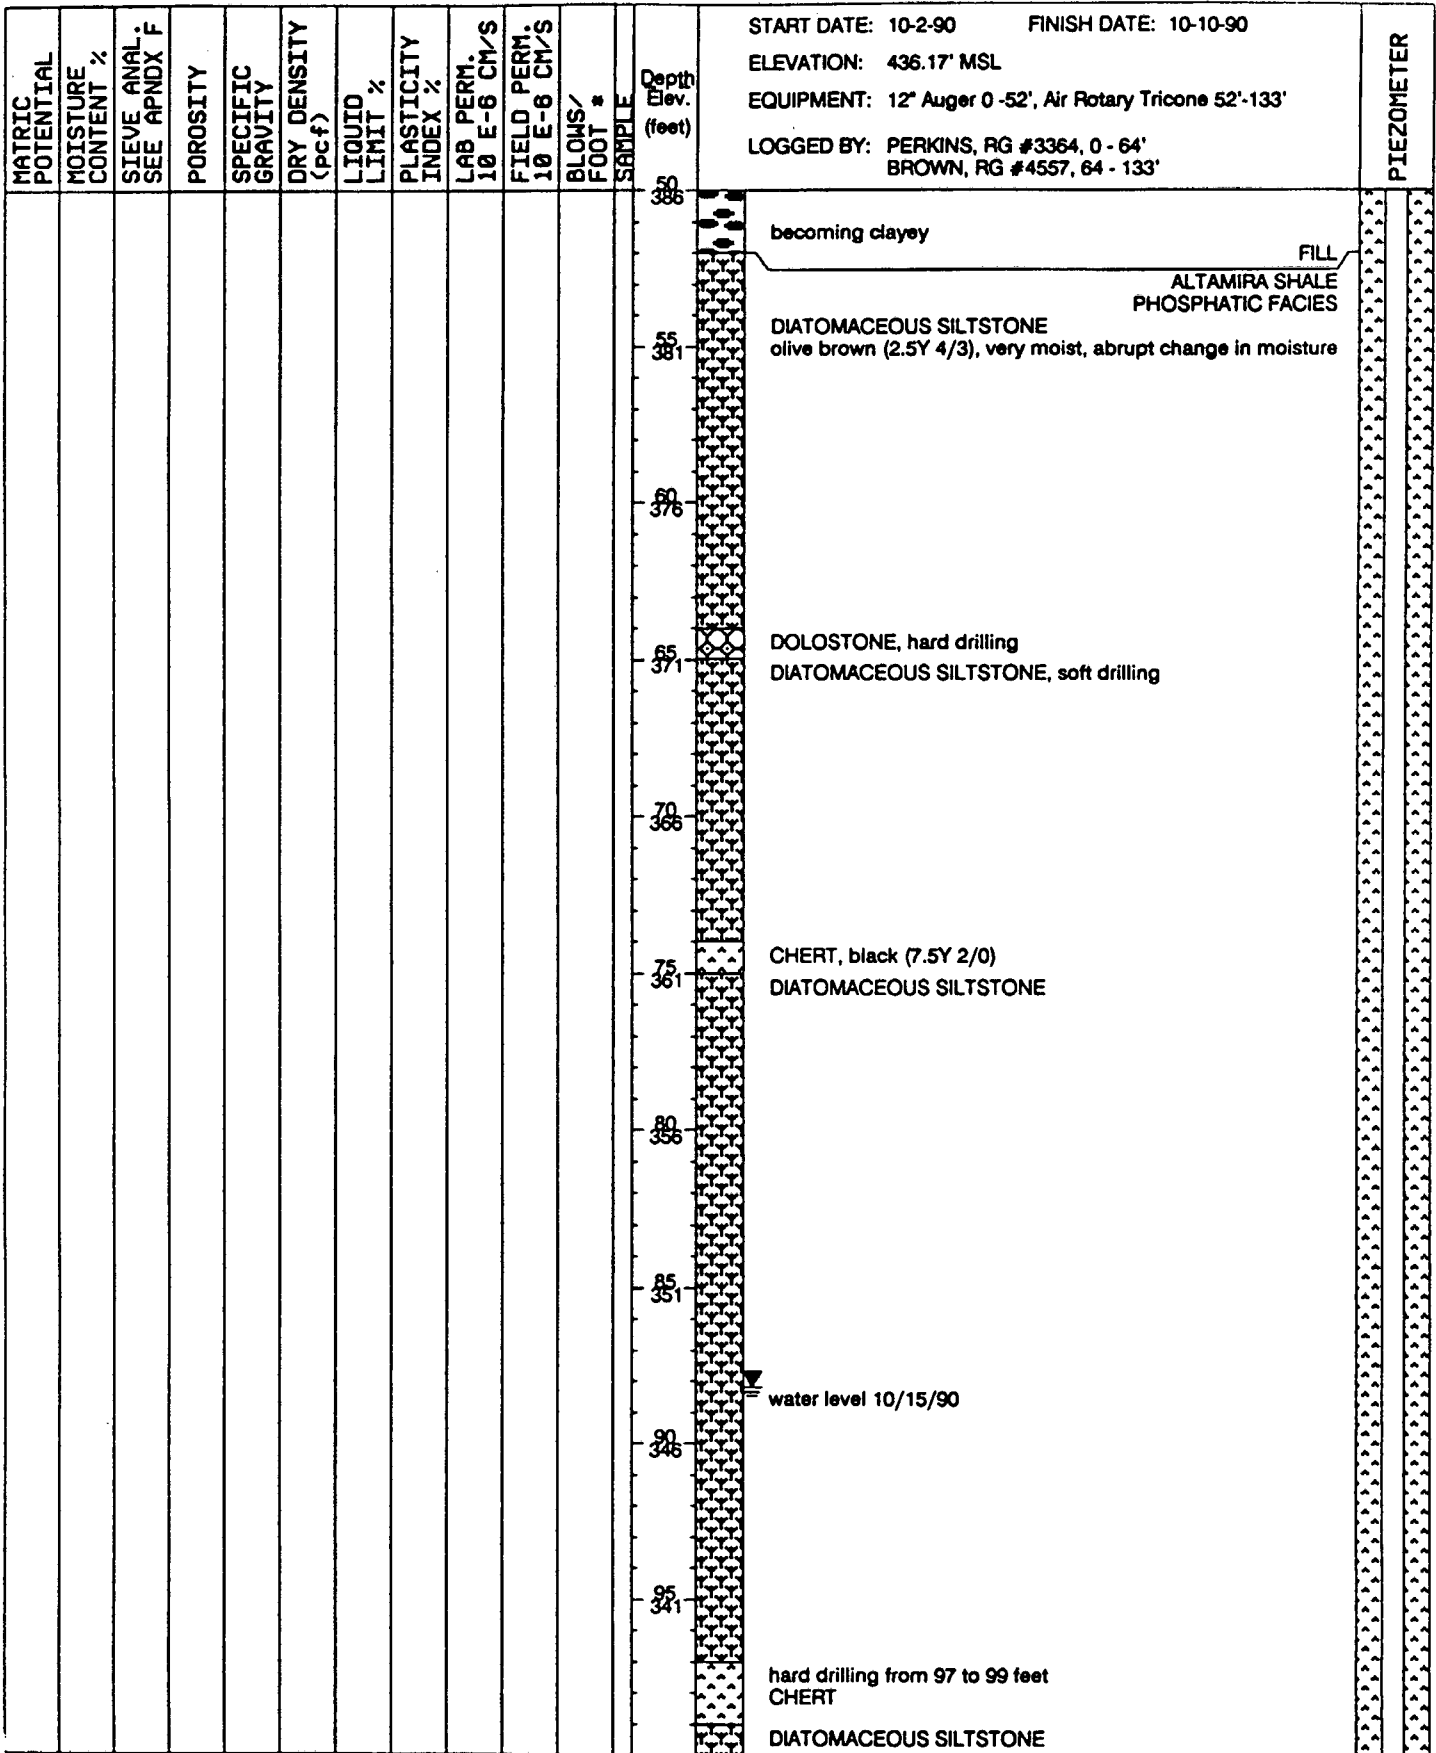 MATRIC
POTENTIAL
MOISTURE
CONTENT %
SIEVE ANAL.
SEE APNDX F
POROSITY
SPECIFIC
GRAVITY
DRY DENSITY
(pcf)
LIQUID
LIMIT %
PLASTICITY
INDEX %
LAB PERM.
10 E-6 CM/S
FIELD PERM.
10 E-6 CM/S
BLOWS/
FOOT *
SAMPLE
Depth
Elev.
(feet)
START DATE: 10-2-90 FINISH DATE: 10-10-90
ELEVATION: 436.17' MSL
EQUIPMENT: 12" Auger 0 -52', Air Rotary Tricone 52'-133'
LOGGED BY: PERKINS, RG #3364, 0 - 64'
BROWN, RG #4557, 64 - 133'
PIEZOMETER
50
386
becoming clayey
FILL
ALTAMIRA SHALE
PHOSPHATIC FACIES
DIATOMACEOUS SILTSTONE
55
381
olive brown (2.5Y 4/3), very moist, abrupt change in moisture
60
376
DOLOSTONE, hard drilling
65
371
DIATOMACEOUS SILTSTONE, soft drilling
70
366
CHERT, black (7.5Y 2/0)
75
361
DIATOMACEOUS SILTSTONE
80
356
85
351
water level 10/15/90
90
346
95
341
hard drilling from 97 to 99 feet
CHERT
DIATOMACEOUS SILTSTONE